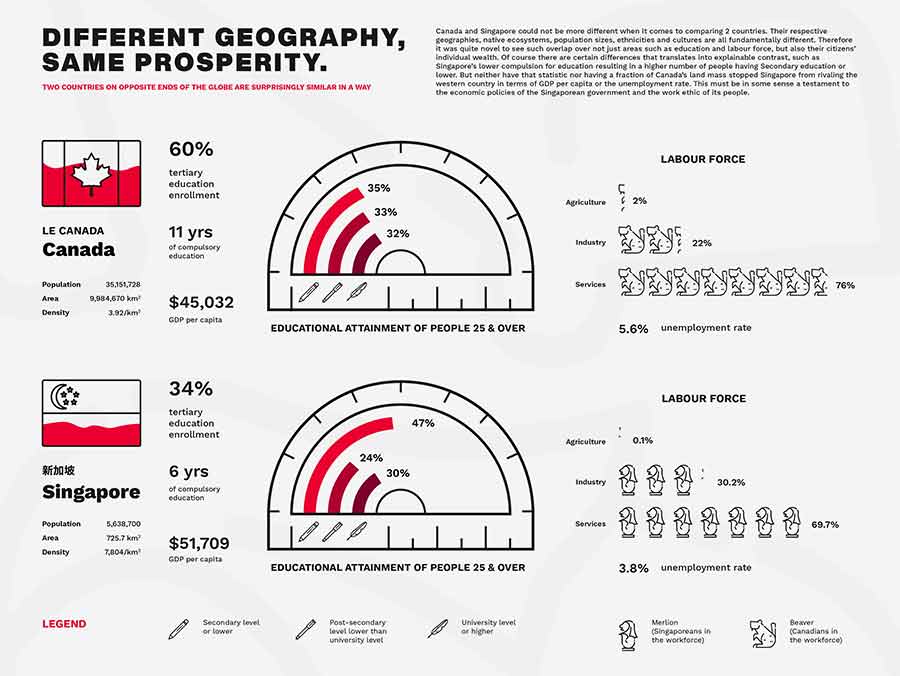 DIFFERENT GEOGRAPHY,
SAME PROSPERITY.
TWO COUNTRIES ON OPPOSITE ENDS OF THE GLOBE ARE SURPRISINGLY SIMILAR IN A WAY
Canada and Singapore could not be more different when it comes to comparing 2 countries. Their respective
geographies, native ecosystems, population sizes, ethnicities and cultures are all fundamentally different. Therefore
it was quite novel to see such overlap over not just areas such as education and labour force, but also their citizens'
individual wealth. Of course there are certain differences that translates into explainable contrast, such as
Singapore's lower compulsion for education resulting in a higher number of people having Secondary education or
lower. But neither have that statistic nor having a fraction of Canada's land mass stopped Singapore from rivaling the
western country in terms of GDP per capita or the unemployment rate. This must be in some sense a testament to
the economic policies of the Singaporean government and the work ethic of its people.
LE CANADA
Canada
Population 35,151,728
Area 9,984,670 km²
Density 3.92/km²
60%
tertiary
education
enrollment
11 yrs
of compulsory
education
$45,032
GDP per capita
35%
33%
32%
EDUCATIONAL ATTAINMENT OF PEOPLE 25 & OVER
LABOUR FORCE
Agriculture 2%
Industry 22%
Services 76%
5.6% unemployment rate
新加坡
Singapore
Population 5,638,700
Area 725.7 km²
Density 7,804/km²
34%
tertiary
education
enrollment
6 yrs
of compulsory
education
$51,709
GDP per capita
47%
24%
30%
EDUCATIONAL ATTAINMENT OF PEOPLE 25 & OVER
LABOUR FORCE
Agriculture 0.1%
Industry 30.2%
Services 69.7%
3.8% unemployment rate
LEGEND
Secondary level
or lower
Post-secondary
level lower than
university level
University level
or higher
Merlion
(Singaporeans in
the workforce)
Beaver
(Canadians in
the workforce)